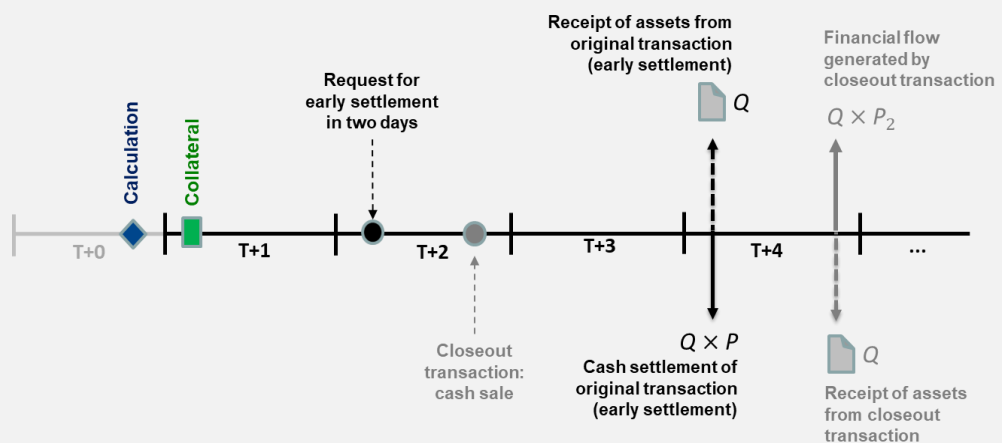 Receipt of assets from
original transaction
(early settlement)
Q
Financial flow
generated by
closeout transaction
Q × P₂
Request for
early settlement
in two days
Calculation
Collateral
T+0
T+1
T+2
T+3
T+4
...
Closeout
transaction:
cash sale
Q × P
Cash settlement of
original transaction
(early settlement)
Q
Receipt of assets
from closeout
transaction